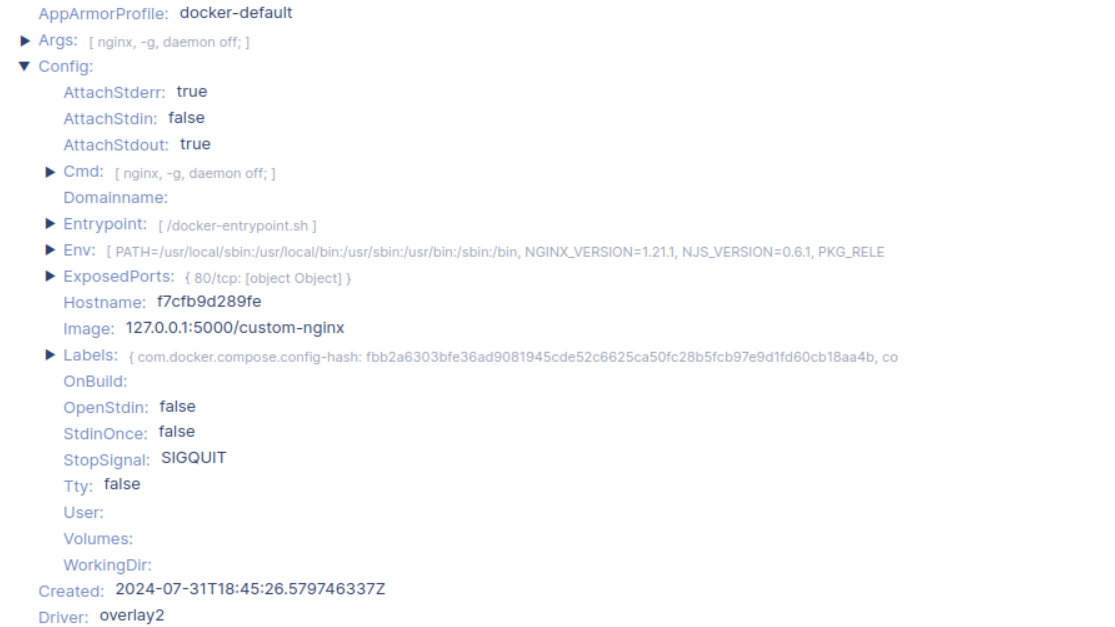 AppArmorProfile: docker-default
Args: [ nginx, -g, daemon off; ]
Config:
AttachStderr: true
AttachStdin: false
AttachStdout: true
Cmd: [ nginx, -g, daemon off; ]
Domainname:
Entrypoint: [ /docker-entrypoint.sh ]
Env: [ PATH=/usr/local/sbin:/usr/local/bin:/usr/sbin:/usr/bin:/sbin:/bin, NGINX_VERSION=1.21.1, NJS_VERSION=0.6.1, PKG_RELE
ExposedPorts: { 80/tcp: [object Object] }
Hostname: f7cfb9d289fe
Image: 127.0.0.1:5000/custom-nginx
Labels: { com.docker.compose.config-hash: fbb2a6303bfe36ad9081945cde52c6625ca50fc28b5fcb97e9d1fd60cb18aa4b, co
OnBuild:
OpenStdin: false
StdinOnce: false
StopSignal: SIGQUIT
Tty: false
User:
Volumes:
WorkingDir:
Created: 2024-07-31T18:45:26.579746337Z
Driver: overlay2